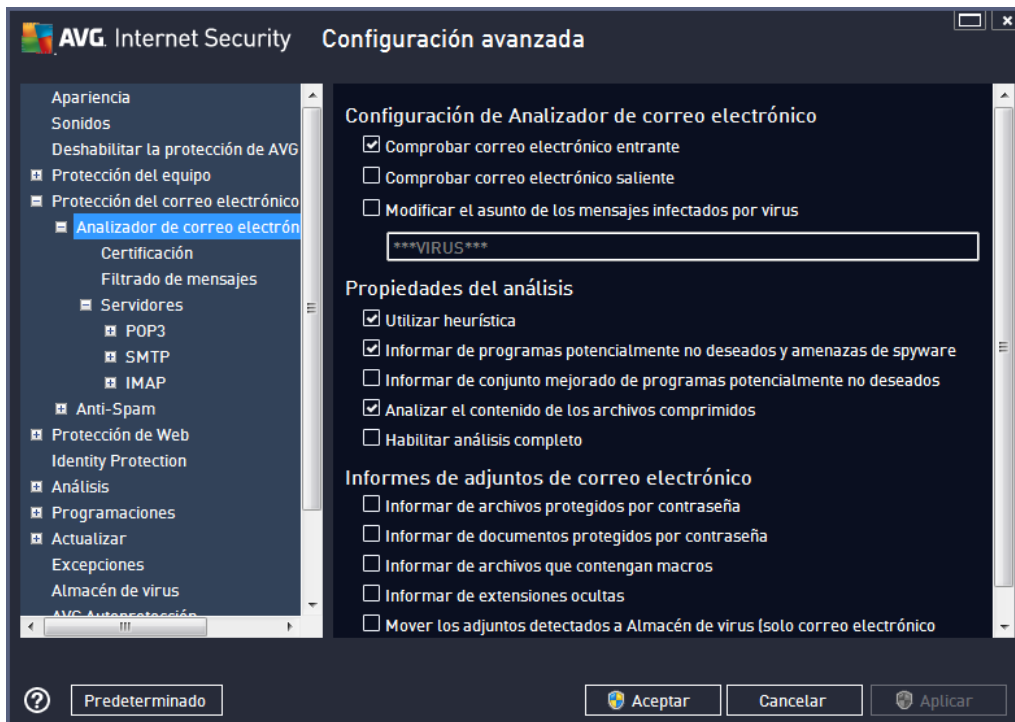 AVG. Internet Security
Configuración avanzada
Apariencia
Sonidos
Deshabilitar la protección de AVG
Protección del equipo
Protección del correo electrónico
Analizador de correo electrón
Certificación
Filtrado de mensajes
Servidores
POP3
SMTP
IMAP
Anti-Spam
Protección de Web
Identity Protection
Análisis
Programaciones
Actualizar
Excepciones
Almacén de virus
AVG Autoprotección
Configuración de Analizador de correo electrónico
Comprobar correo electrónico entrante
Comprobar correo electrónico saliente
Modificar el asunto de los mensajes infectados por virus
***VIRUS***
Propiedades del análisis
Utilizar heurística
Informar de programas potencialmente no deseados y amenazas de spyware
Informar de conjunto mejorado de programas potencialmente no deseados
Analizar el contenido de los archivos comprimidos
Habilitar análisis completo
Informes de adjuntos de correo electrónico
Informar de archivos protegidos por contraseña
Informar de documentos protegidos por contraseña
Informar de archivos que contengan macros
Informar de extensiones ocultas
Mover los adjuntos detectados a Almacén de virus (solo correo electrónico
Predeterminado
Aceptar
Cancelar
Aplicar